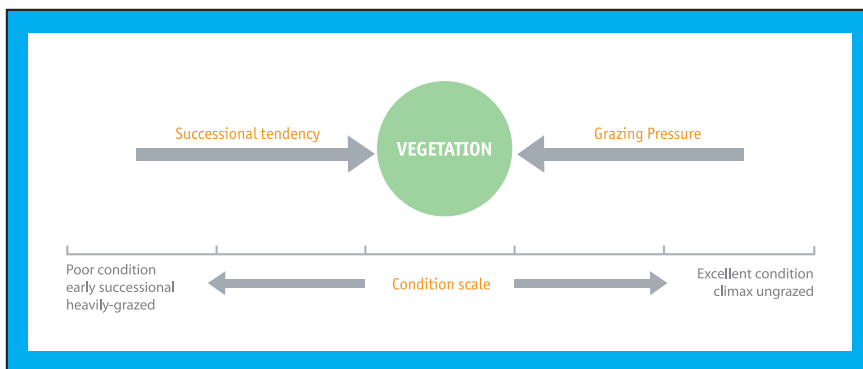 Successional tendency
VEGETATION
Grazing Pressure
Poor condition
early successional
heavily-grazed
Condition scale
Excellent condition
climax ungrazed